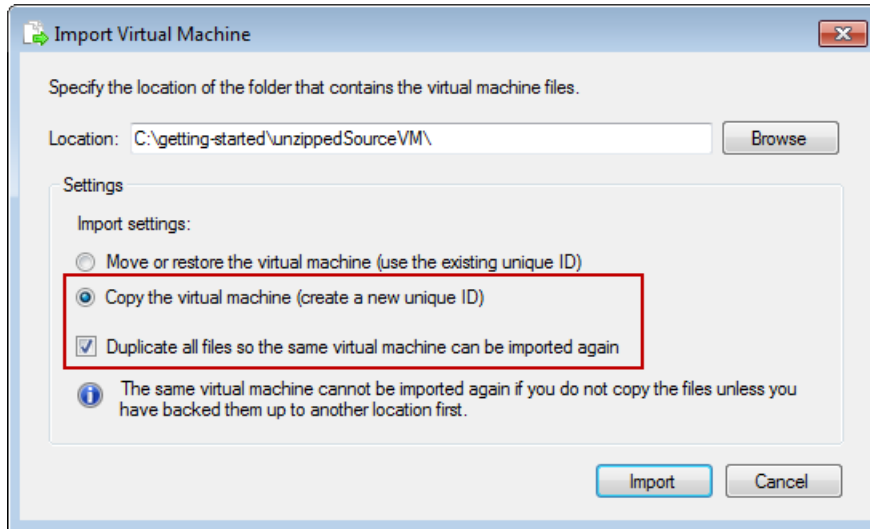 Import Virtual Machine
Specify the location of the folder that contains the virtual machine files.
Location: C:\getting-started\unzippedSourceVM\ Browse
Settings
Import settings:
Move or restore the virtual machine (use the existing unique ID)
Copy the virtual machine (create a new unique ID)
Duplicate all files so the same virtual machine can be imported again
The same virtual machine cannot be imported again if you do not copy the files unless you
have backed them up to another location first.
Import Cancel